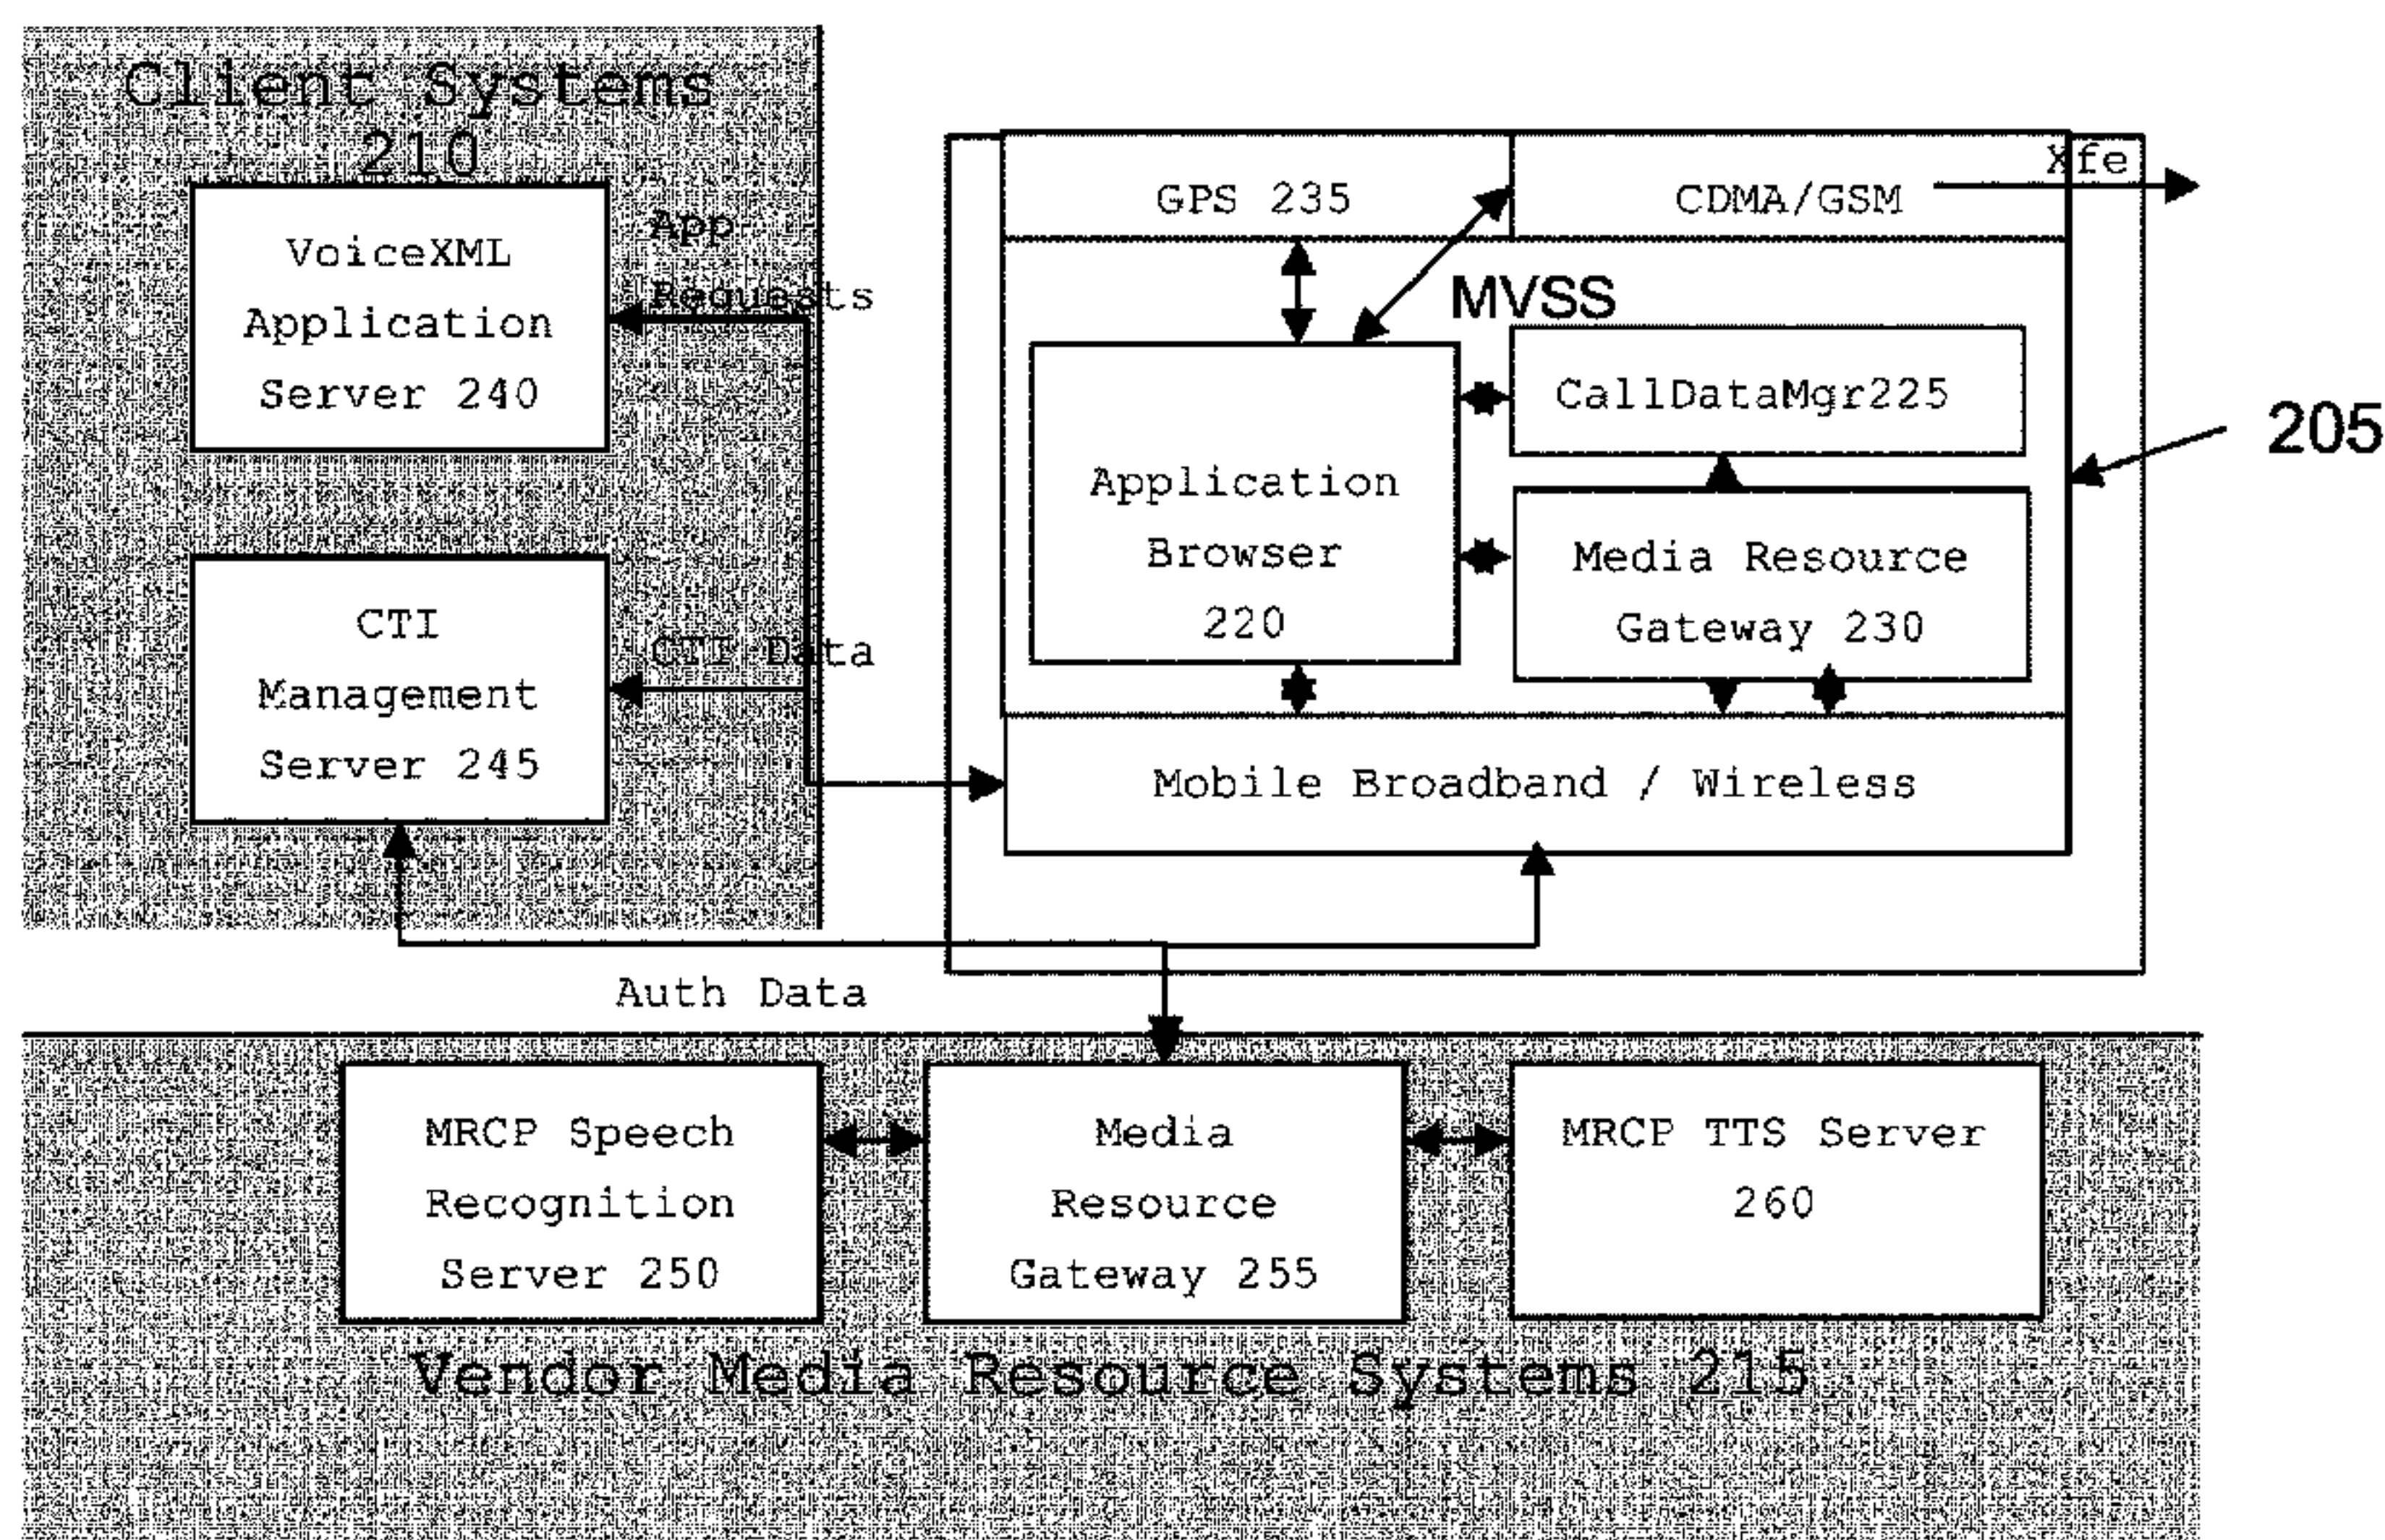 Client Systems
210
VoiceXML
Application
Server 240
App
Requests
CTI
Management
Server 245
CTI Data
GPS 235
CDMA/GSM
Xfe
MVSS
Application
Browser
220
CallDataMgr225
Media Resource
Gateway 230
205
Mobile Broadband / Wireless
Auth Data
MRCP Speech
Recognition
Server 250
Media
Resource
Gateway 255
MRCP TTS Server
260
Vendor Media Resource Systems 215